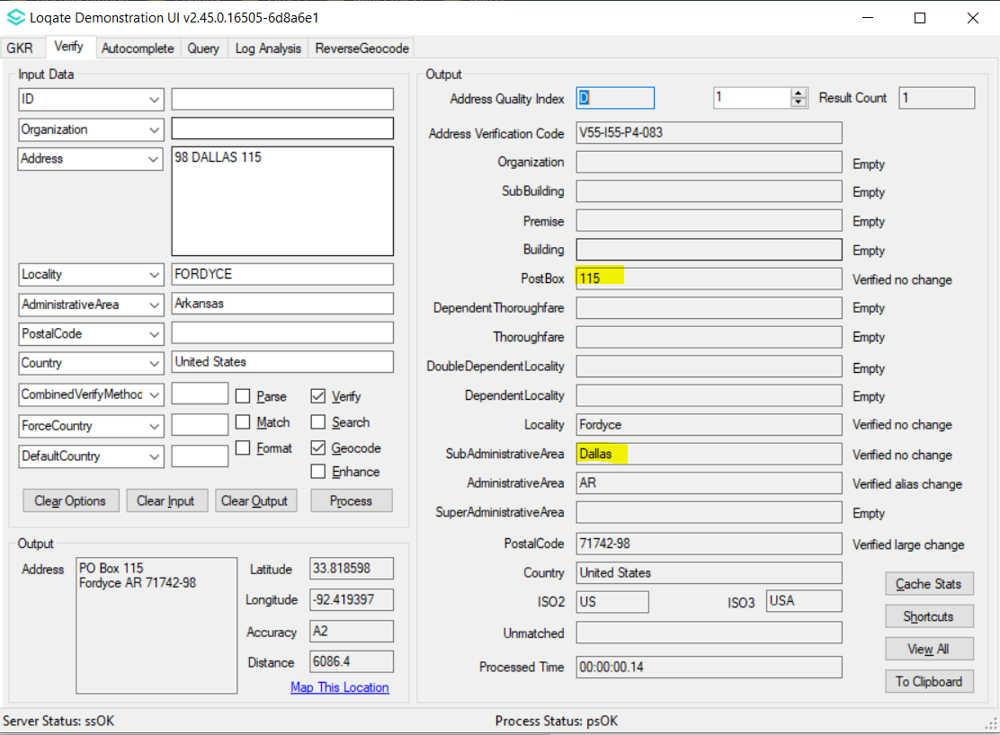 Loqate Demonstration UI v2.45.0.16505-6d8a6e1
GKR Verify Autocomplete Query Log Analysis ReverseGeocode
Input Data
ID
Organization
Address 98 DALLAS 115
Locality FORDYCE
AdministrativeArea Arkansas
PostalCode
Country United States
CombinedVerifyMethod Parse Verify
ForceCountry Match Search
DefaultCountry Format Geocode
Enhance
Clear Options Clear Input Clear Output Process
Output
Address PO Box 115
Fordyce AR 71742-98
Latitude 33.818598
Longitude -92.419397
Accuracy A2
Distance 6086.4
Map This Location
Output
Address Quality Index D 1 Result Count 1
Address Verification Code V55-I55-P4-083
Organization Empty
SubBuilding Empty
Premise Empty
Building Empty
PostBox 115 Verified no change
DependentThoroughfare Empty
Thoroughfare Empty
DoubleDependentLocality Empty
DependentLocality Empty
Locality Fordyce Verified no change
SubAdministrativeArea Dallas Verified no change
AdministrativeArea AR Verified alias change
SuperAdministrativeArea Empty
PostalCode 71742-98 Verified large change
Country United States
ISO2 US ISO3 USA
Unmatched
Processed Time 00:00:00.14
Cache Stats
Shortcuts
View All
To Clipboard
Server Status: ssOK Process Status: psOK